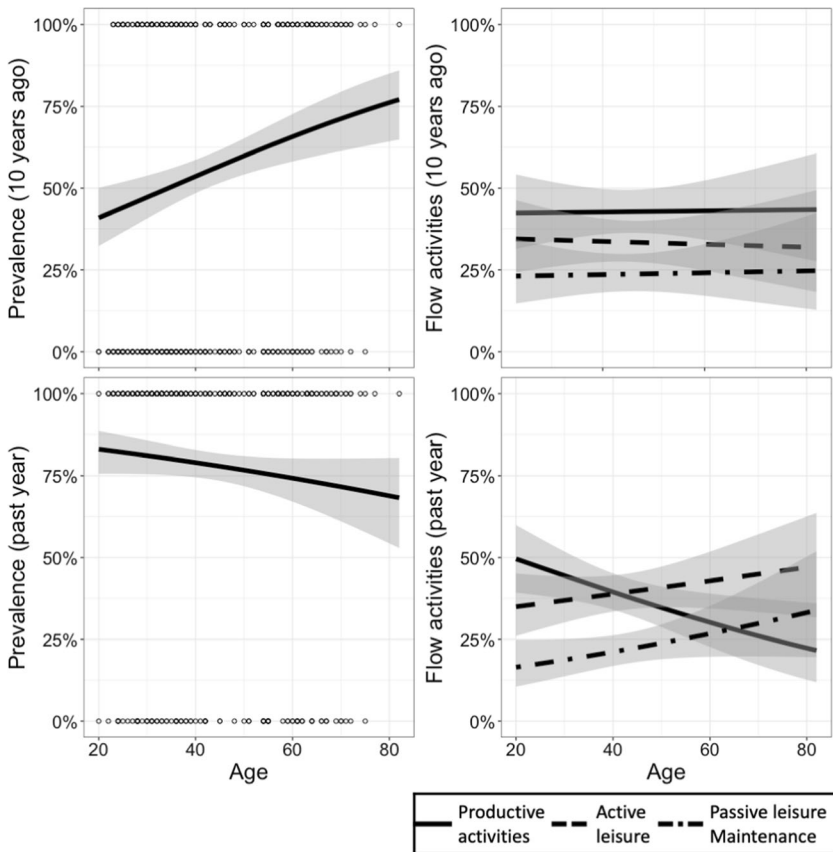 Prevalence (10 years ago)
100%
75%
50%
25%
0%
Flow activities (10 years ago)
100%
75%
50%
25%
0%
Prevalence (past year)
100%
75%
50%
25%
0%
20 40 60 80
Age
Flow activities (past year)
100%
75%
50%
25%
0%
20 40 60 80
Age
Productive
activities
Active
leisure
Passive leisure
Maintenance